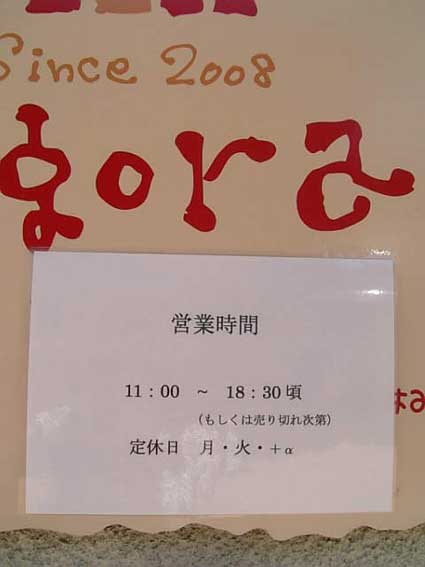 Since 2008
gora
営業時間
11：00　～　18：30頃
（もしくは売り切れ次第）
定休日　月・火・+α